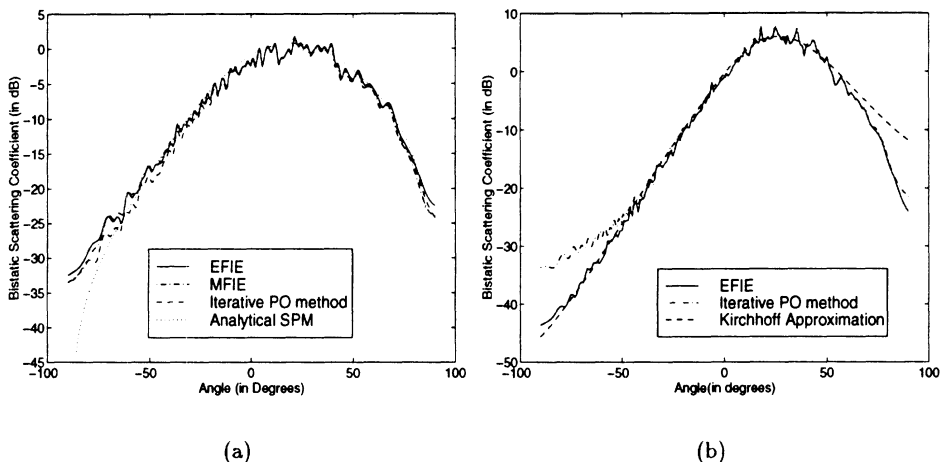 5
0
−5
−10
−15
−20
−25
−30
−35
−40
−45
Bistatic Scattering Coefficient (in dB)
EFIE
MFIE
Iterative PO method
Analytical SPM
−100
−50
0
50
100
Angle (in Degrees)
(a)
10
0
−10
−20
−30
−40
−50
Bistatic Scattering Coefficient (in dB)
EFIE
Iterative PO method
Kirchhoff Approximation
−100
−50
0
50
100
Angle(in degrees)
(b)